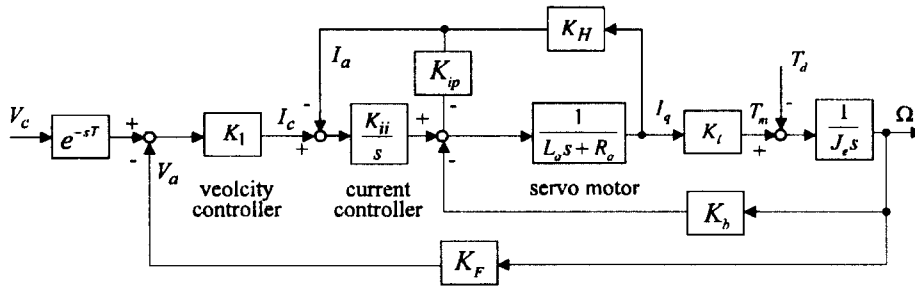 K_H
I_a
K_ip
T_d
V_c
e^{-sT}
+
-
K_1
I_c
+
-
K_ii
s
+
-
-
1
L_a s + R_a
I_q
K_t
T_m
+
-
1
J_e s
Ω
V_a
veolcity
controller
current
controller
servo motor
K_b
K_F